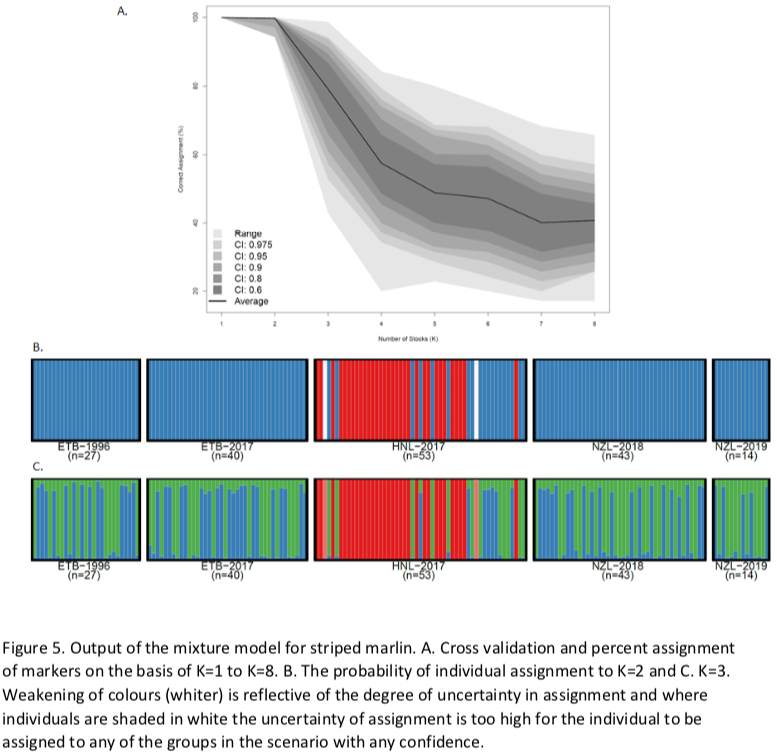 A.
100
80
60
40
20
Correct Assignment (%)
Range
CI: 0.975
CI: 0.95
CI: 0.9
CI: 0.8
CI: 0.6
Average
1 2 3 4 5 6 7 8
Number of Stocks (K)
B.
ETB−1996 ETB−2017 HNL−2017 NZL−2018 NZL−2019
(n=27) (n=40) (n=53) (n=43) (n=14)
C.
ETB−1996 ETB−2017 HNL−2017 NZL−2018 NZL−2019
(n=27) (n=40) (n=53) (n=43) (n=14)
Figure 5. Output of the mixture model for striped marlin. A. Cross validation and percent assignment
of markers on the basis of K=1 to K=8. B. The probability of individual assignment to K=2 and C. K=3.
Weakening of colours (whiter) is reflective of the degree of uncertainty in assignment and where
individuals are shaded in white the uncertainty of assignment is too high for the individual to be
assigned to any of the groups in the scenario with any confidence.